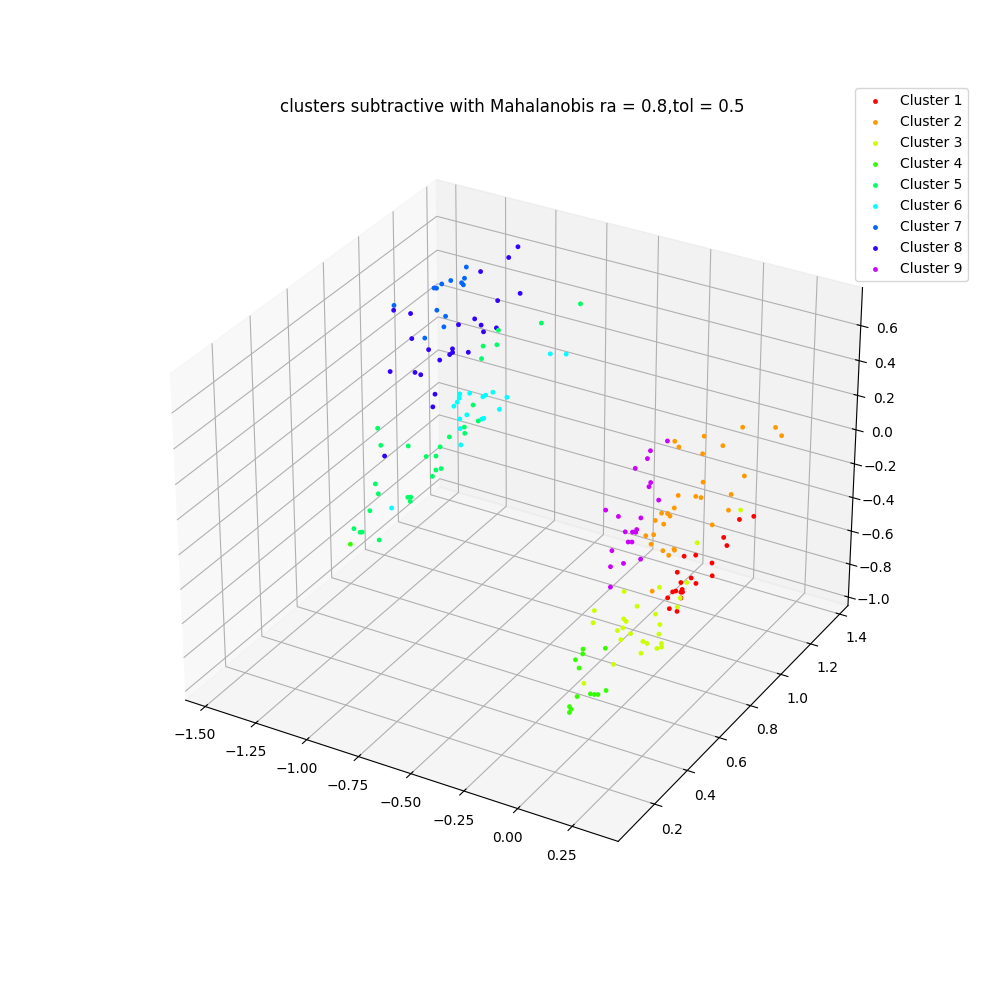 clusters subtractive with Mahalanobis ra = 0.8,tol = 0.5
Cluster 1
Cluster 2
Cluster 3
Cluster 4
Cluster 5
Cluster 6
Cluster 7
Cluster 8
Cluster 9
0.6
0.4
0.2
0.0
−0.2
−0.4
−0.6
−0.8
−1.0
1.4
1.2
1.0
0.8
0.6
0.4
0.2
−1.50
−1.25
−1.00
−0.75
−0.50
−0.25
0.00
0.25